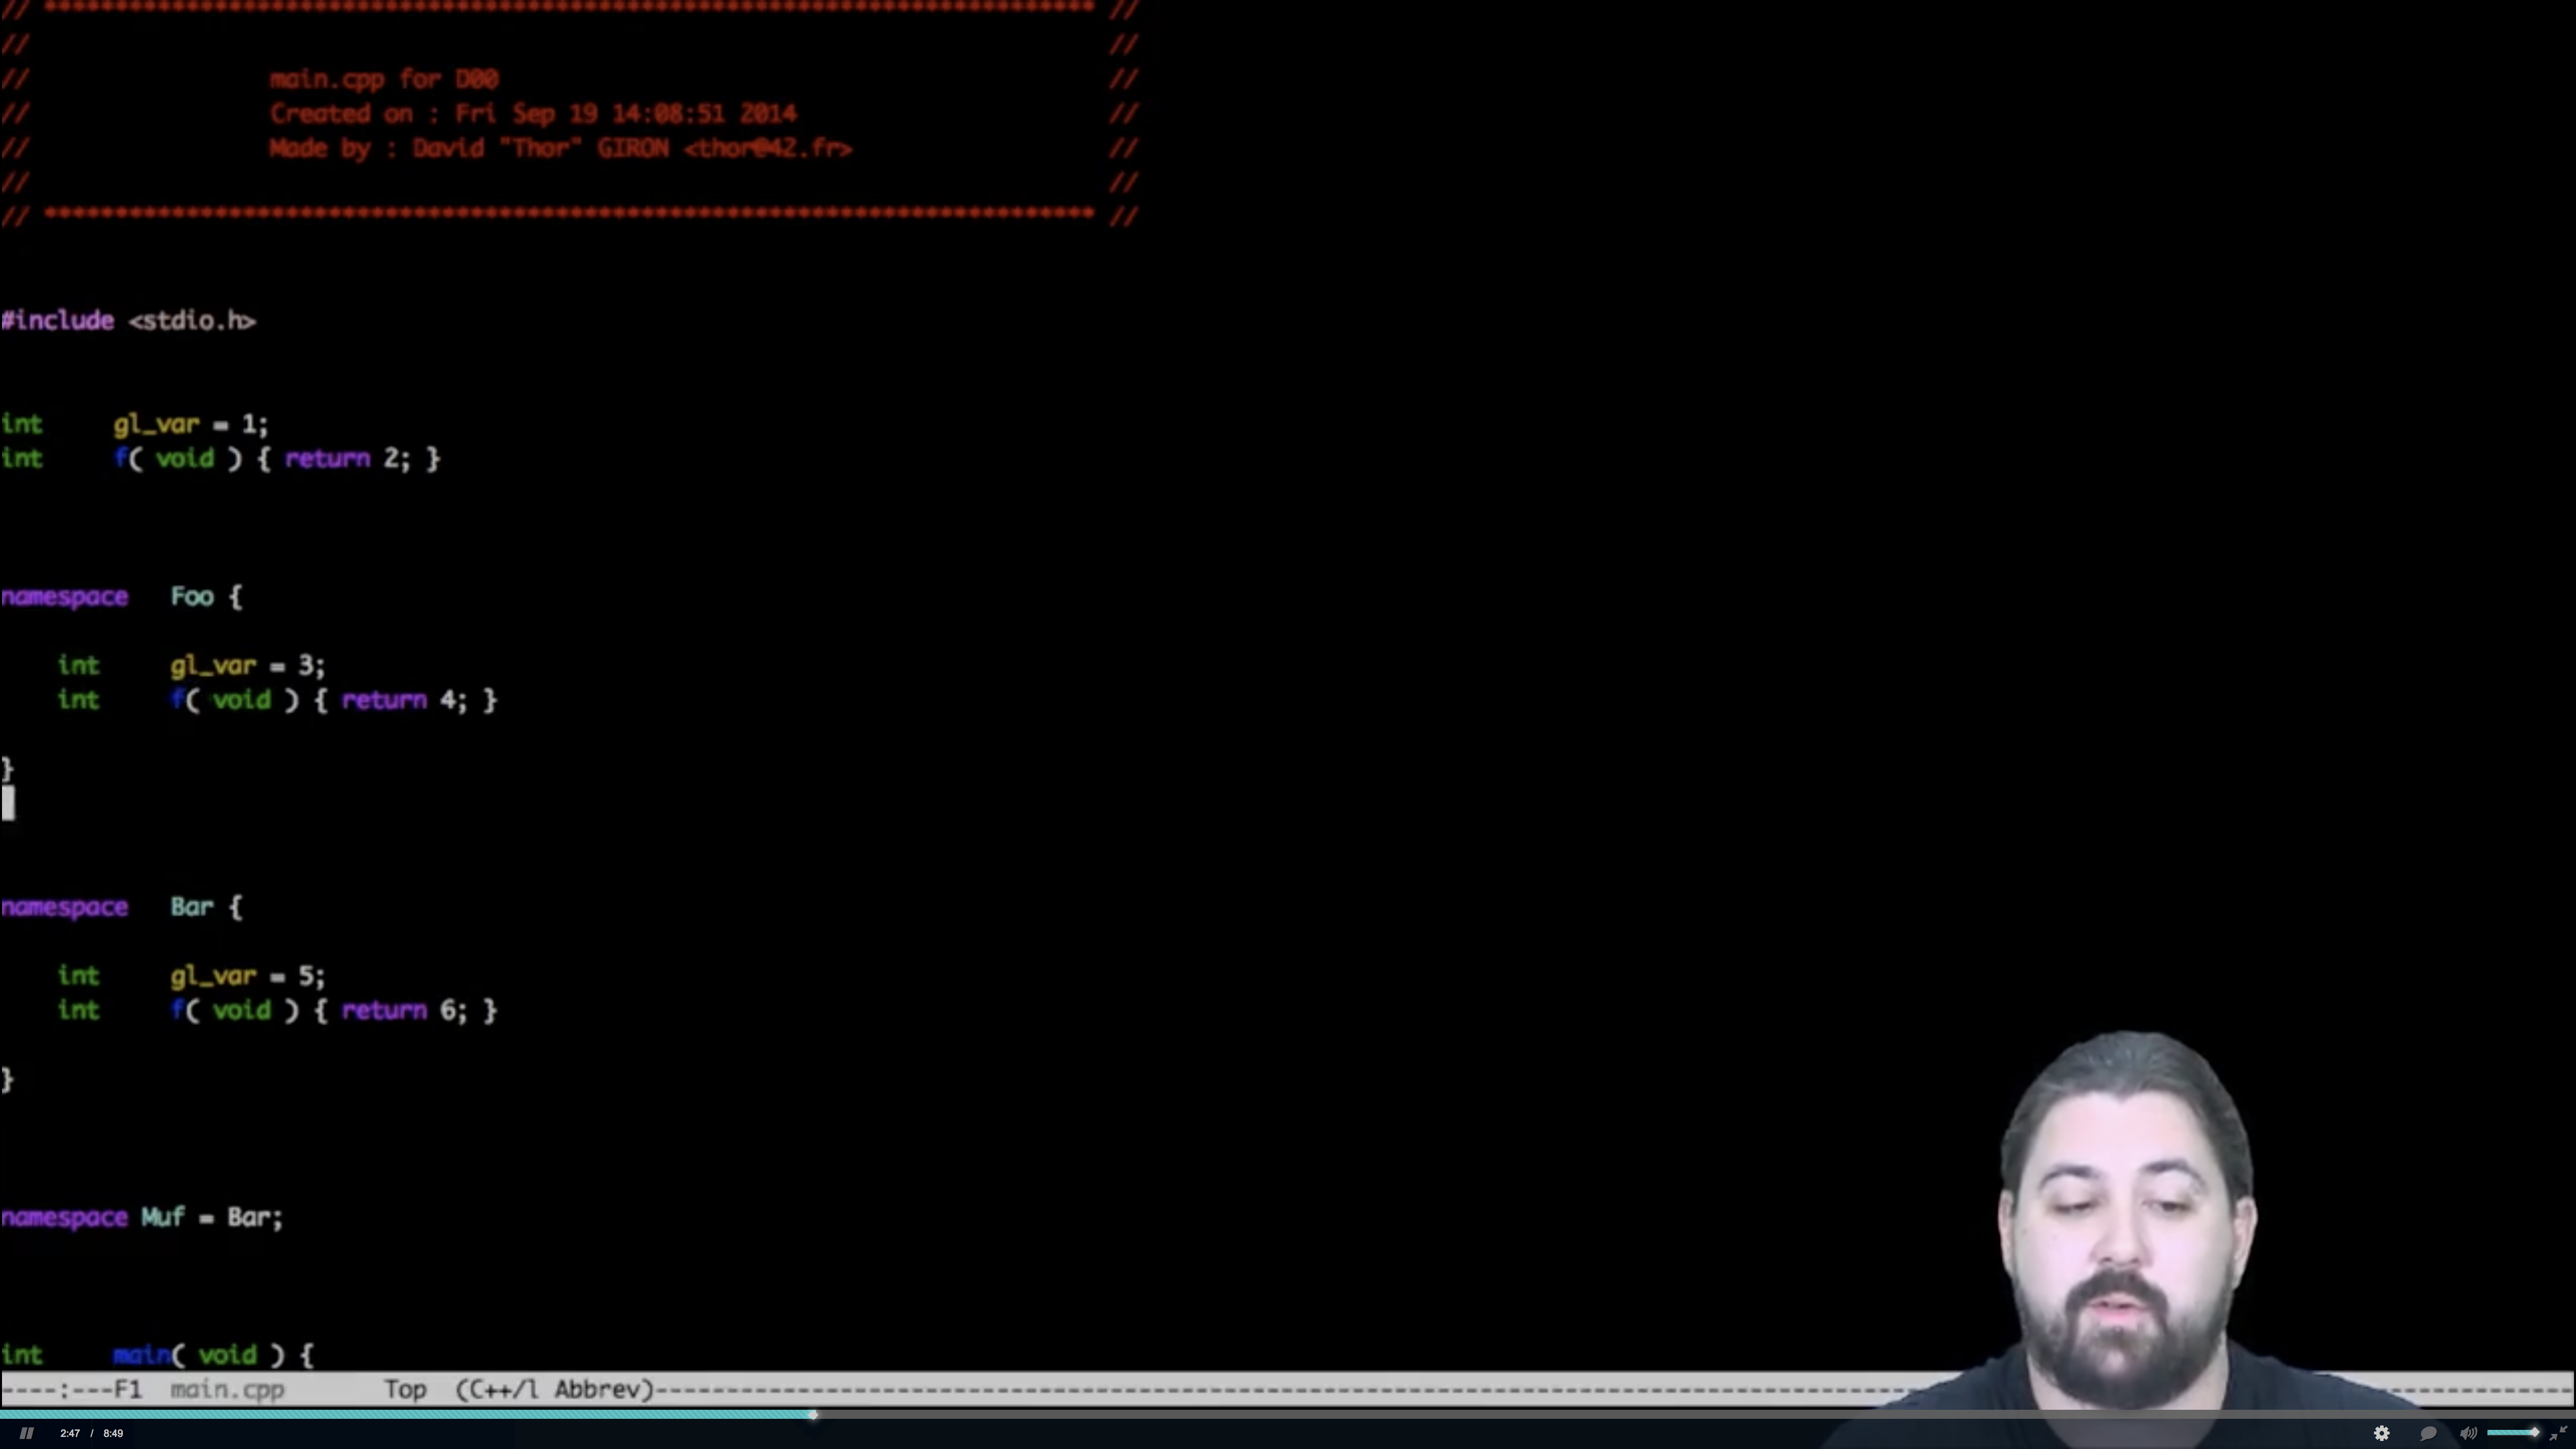 // ************************************************************************** //
// //
// main.cpp for D00 //
// Created on : Fri Sep 19 14:08:51 2014 //
// Made by : David "Thor" GIRON <thor@42.fr> //
// //
// ************************************************************************** //
#include <stdio.h>
int gl_var = 1;
int f( void ) { return 2; }
namespace Foo {
int gl_var = 3;
int f( void ) { return 4; }
}
namespace Bar {
int gl_var = 5;
int f( void ) { return 6; }
}
namespace Muf = Bar;
int main( void ) {
----:---F1 main.cpp Top (C++/l Abbrev)----
2:47 / 8:49